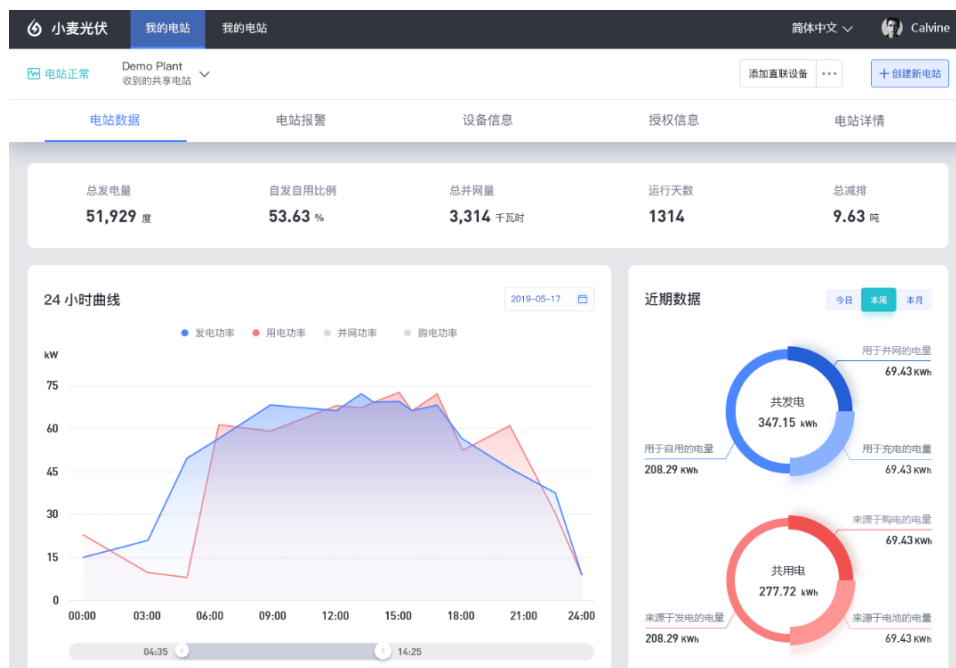 小麦光伏 我的电站 我的电站 简体中文 Calvine
电站正常 Demo Plant 添加直联设备 ··· +创建新电站
收到的共享电站
电站数据 电站报警 设备信息 授权信息 电站详情
总发电量 自发自用比例 总并网量 运行天数 总减排
51,929 度 53.63 % 3,314 千瓦时 1314 9.63 吨
24 小时曲线 2019-05-17
发电功率 用电功率 并网功率 购电功率
kW
75
60
45
30
15
0
00:00 03:00 06:00 09:00 12:00 15:00 18:00 21:00 24:00
04:35 14:25
近期数据 今日 本周 本月
用于并网的电量
69.43 KWh
共发电
347.15 kWh
用于自用的电量 用于充电的电量
208.29 KWh 69.43 KWh
来源于购电的电量
69.43 KWh
共用电
277.72 kWh
来源于发电的电量 来源于电池的电量
208.29 KWh 69.43 KWh